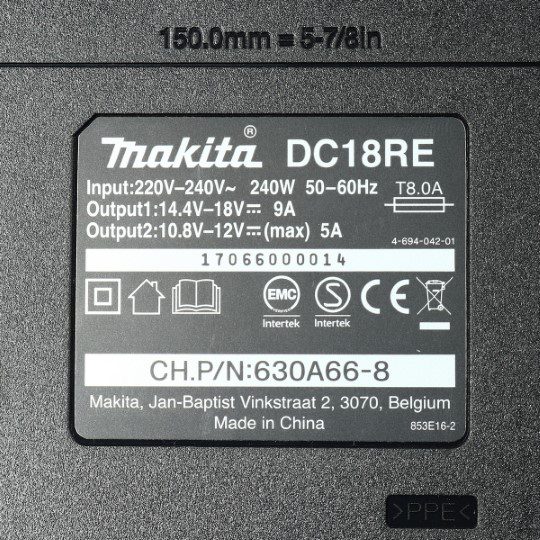 150.0mm = 5-7/8in
makita® DC18RE
Input:220V–240V~ 240W 50–60Hz T8.0A
Output1:14.4V–18V⎓ 9A
Output2:10.8V–12V⎓(max) 5A
4-694-042-01
17066000014
EMC S CE
Intertek Intertek
CH.P/N:630A66-8
Makita, Jan-Baptist Vinkstraat 2, 3070, Belgium
Made in China 853E16-2
>PPE<